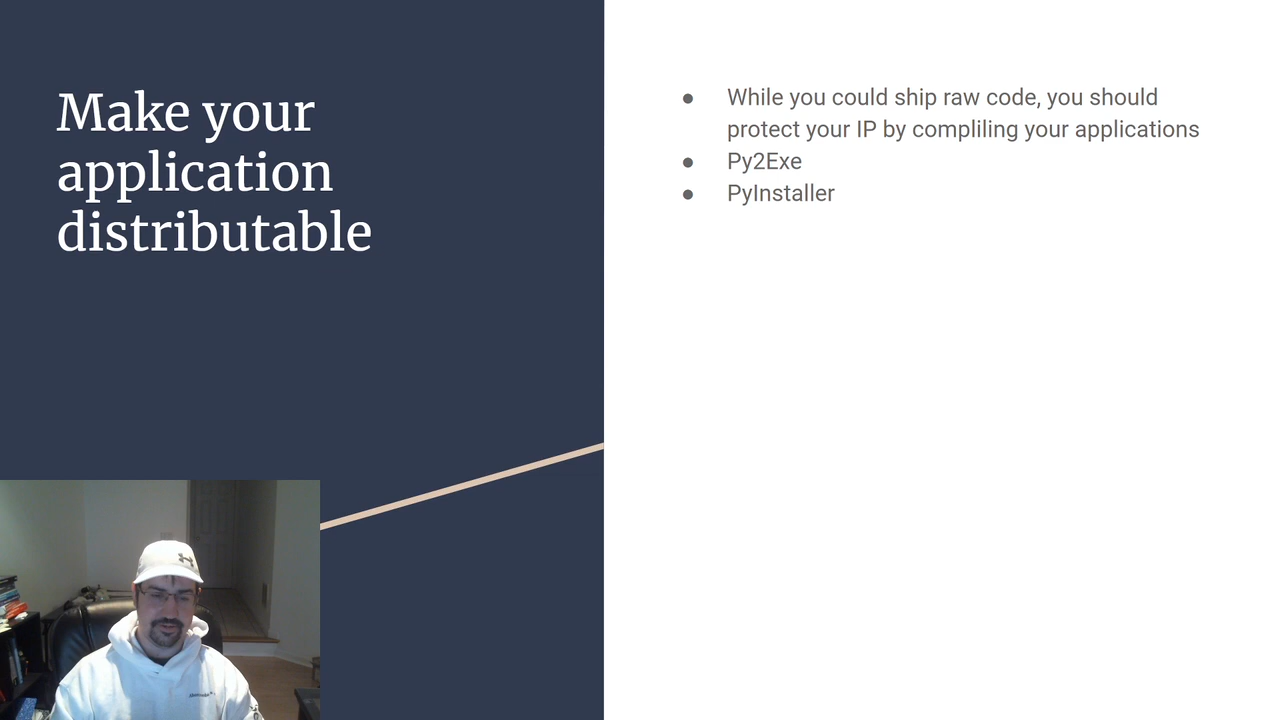 Make your
application
distributable
● While you could ship raw code, you should
protect your IP by compliling your applications
● Py2Exe
● PyInstaller